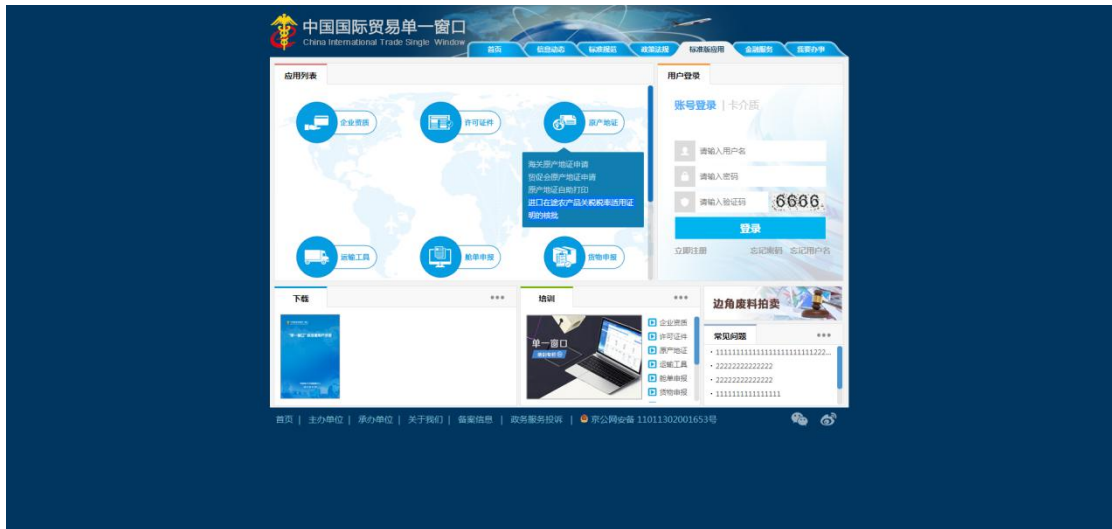 中国国际贸易单一窗口
China International Trade Single Window
首页 信息动态 标准规范 政策法规 标准版应用 金融服务 我要办事
应用列表
企业资质 许可证件 原产地证
海关原产地证申请
贸促会原产地证申请
原产地证自助打印
进口在途农产品关税税率适用证
明的核批
运输工具 舱单申报 货物申报
用户登录
账号登录 | 卡介质
请输入用户名
请输入密码
请输入验证码 6666.
登录
立即注册 忘记密码 忘记用户名
下载 •••
培训 •••
单一窗口
企业资质
许可证件
原产地证
运输工具
舱单申报
货物申报
边角废料拍卖
常见问题 •••
22222222222222
22222222222222
首页 | 主办单位 | 承办单位 | 关于我们 | 备案信息 | 政务服务投诉 | 京公网安备 11011302001653号